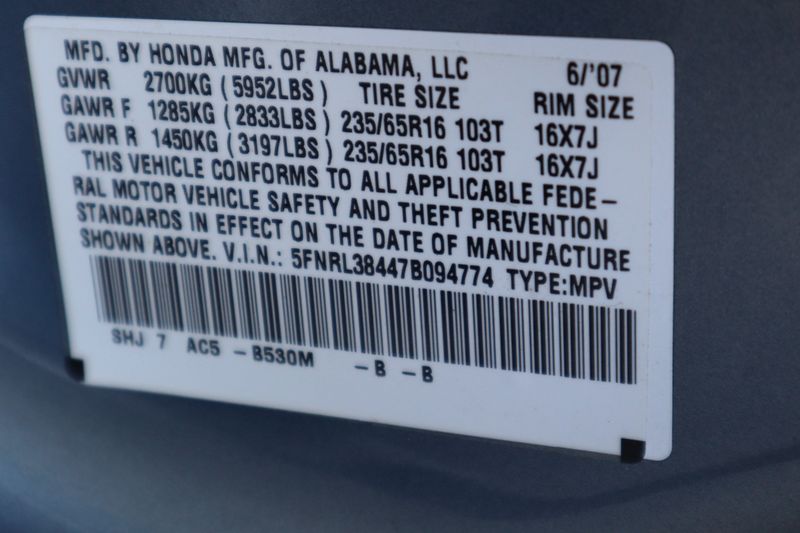 MFD. BY HONDA MFG. OF ALABAMA, LLC 6/'07
GVWR 2700KG (5952LBS) TIRE SIZE RIM SIZE
GAWR F 1285KG (2833LBS) 235/65R16 103T 16X7J
GAWR R 1450KG (3197LBS) 235/65R16 103T 16X7J
THIS VEHICLE CONFORMS TO ALL APPLICABLE FEDE-
RAL MOTOR VEHICLE SAFETY AND THEFT PREVENTION
STANDARDS IN EFFECT ON THE DATE OF MANUFACTURE
SHOWN ABOVE. V.I.N.: 5FNRL38447B094774 TYPE:MPV
SHJ 7 AC5 -B530M -B -B